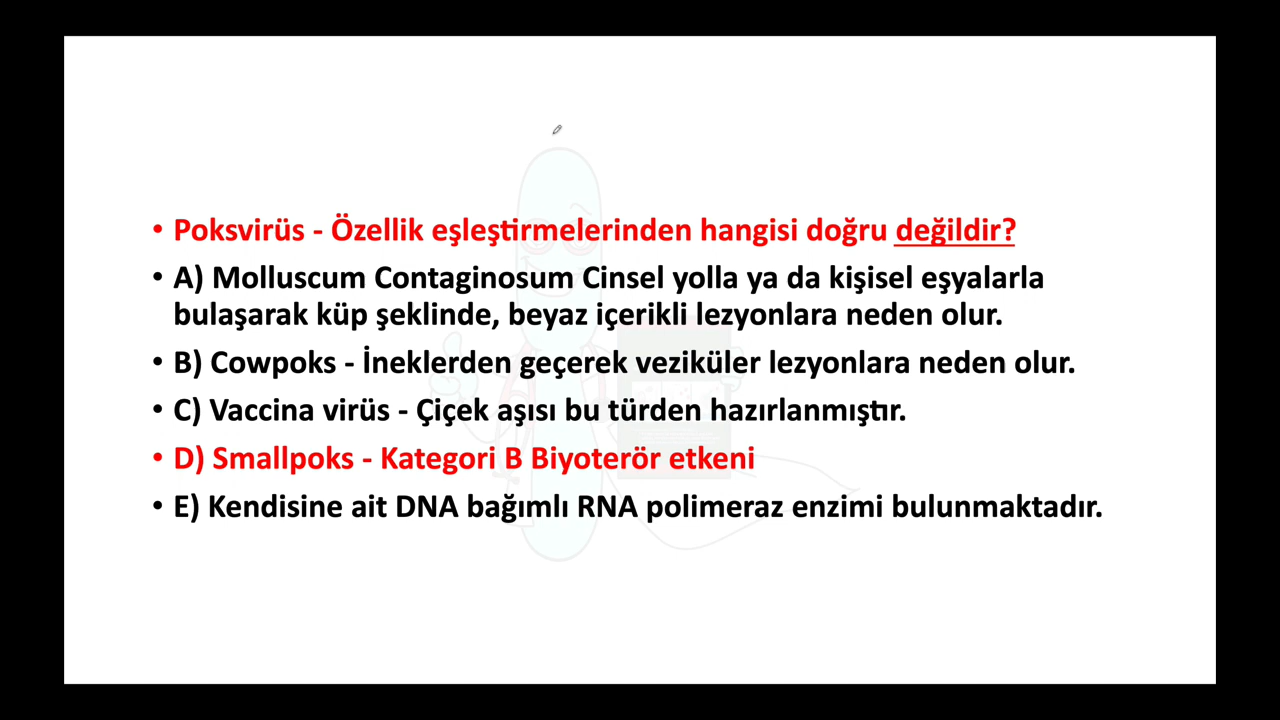 • Poksvirüs - Özellik eşleştirmelerinden hangisi doğru değildir?
• A) Molluscum Contaginosum Cinsel yolla ya da kişisel eşyalarla
bulaşarak küp şeklinde, beyaz içerikli lezyonlara neden olur.
• B) Cowpoks - İneklerden geçerek veziküler lezyonlara neden olur.
• C) Vaccina virüs - Çiçek aşısı bu türden hazırlanmıştır.
• D) Smallpoks - Kategori B Biyoterör etkeni
• E) Kendisine ait DNA bağımlı RNA polimeraz enzimi bulunmaktadır.